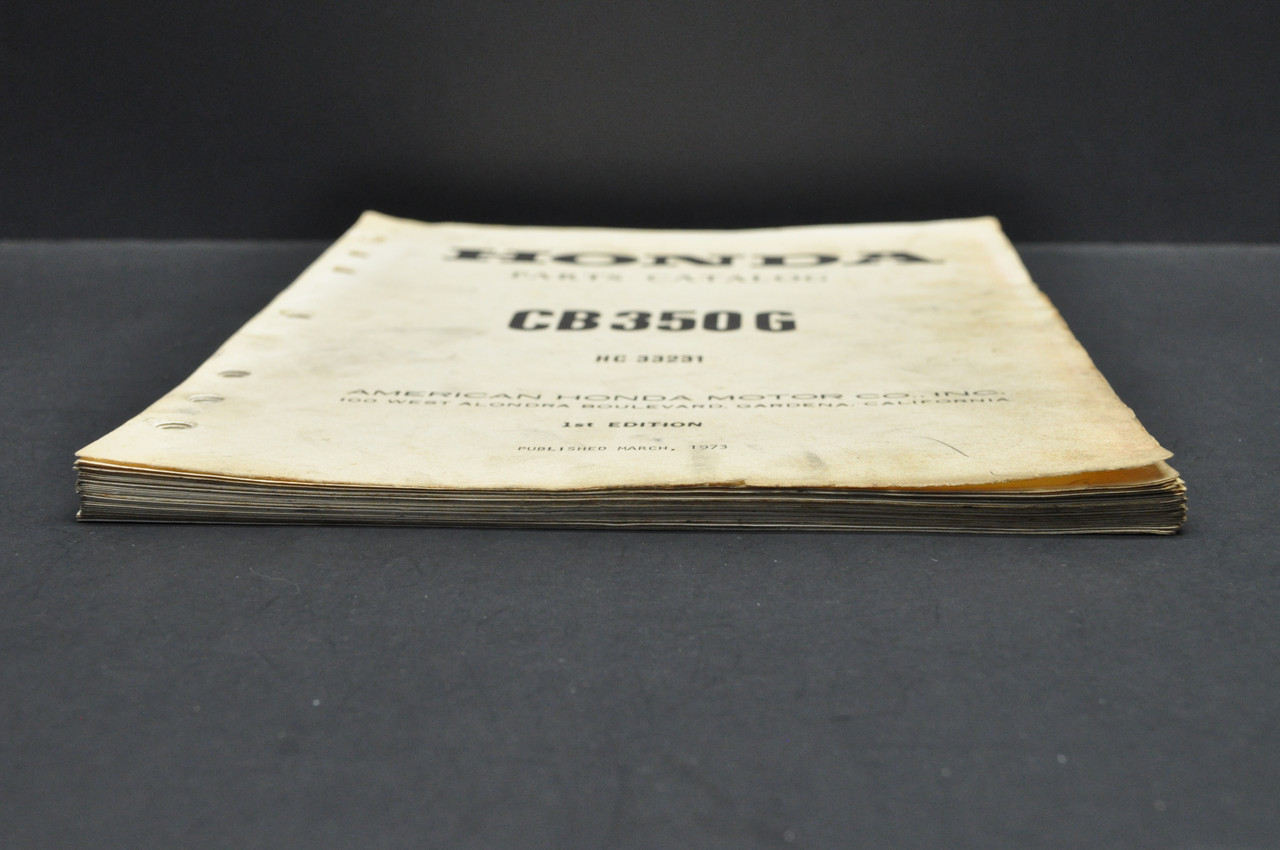 HONDA
PARTS CATALOG
CB350G
HC 33231
AMERICAN HONDA MOTOR CO., INC.
100 WEST ALONDRA BOULEVARD, GARDENA, CALIFORNIA
1st EDITION
PUBLISHED MARCH, 1973